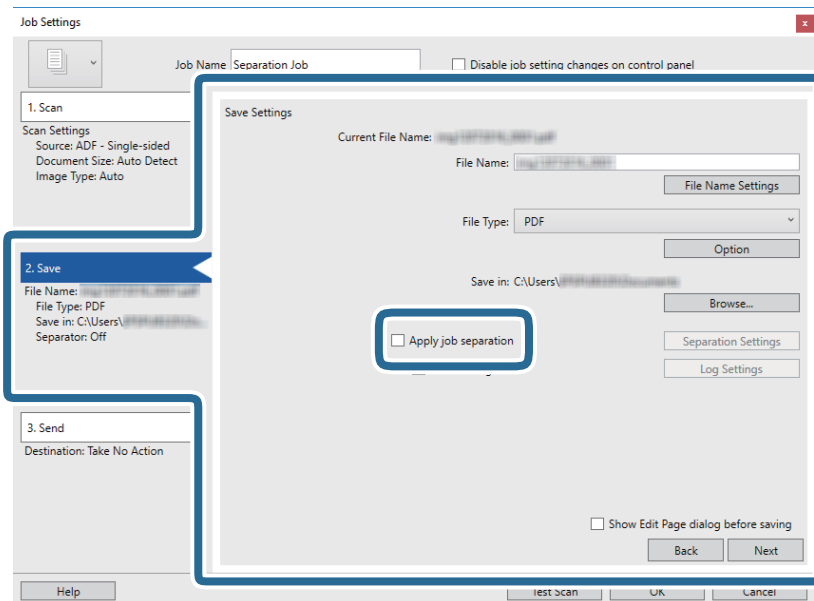 Job Settings
x
Job Name Separation Job
Disable job setting changes on control panel
1. Scan
Scan Settings
Source: ADF - Single-sided
Document Size: Auto Detect
Image Type: Auto
2. Save
File Name:
File Type: PDF
Save in: C:\Users\
Separator: Off
3. Send
Destination: Take No Action
Save Settings
Current File Name:
File Name:
File Name Settings
File Type: PDF
Option
Save in: C:\Users\
Browse...
Apply job separation
Separation Settings
Log Settings
Show Edit Page dialog before saving
Back Next
Help
Test Scan OK Cancel